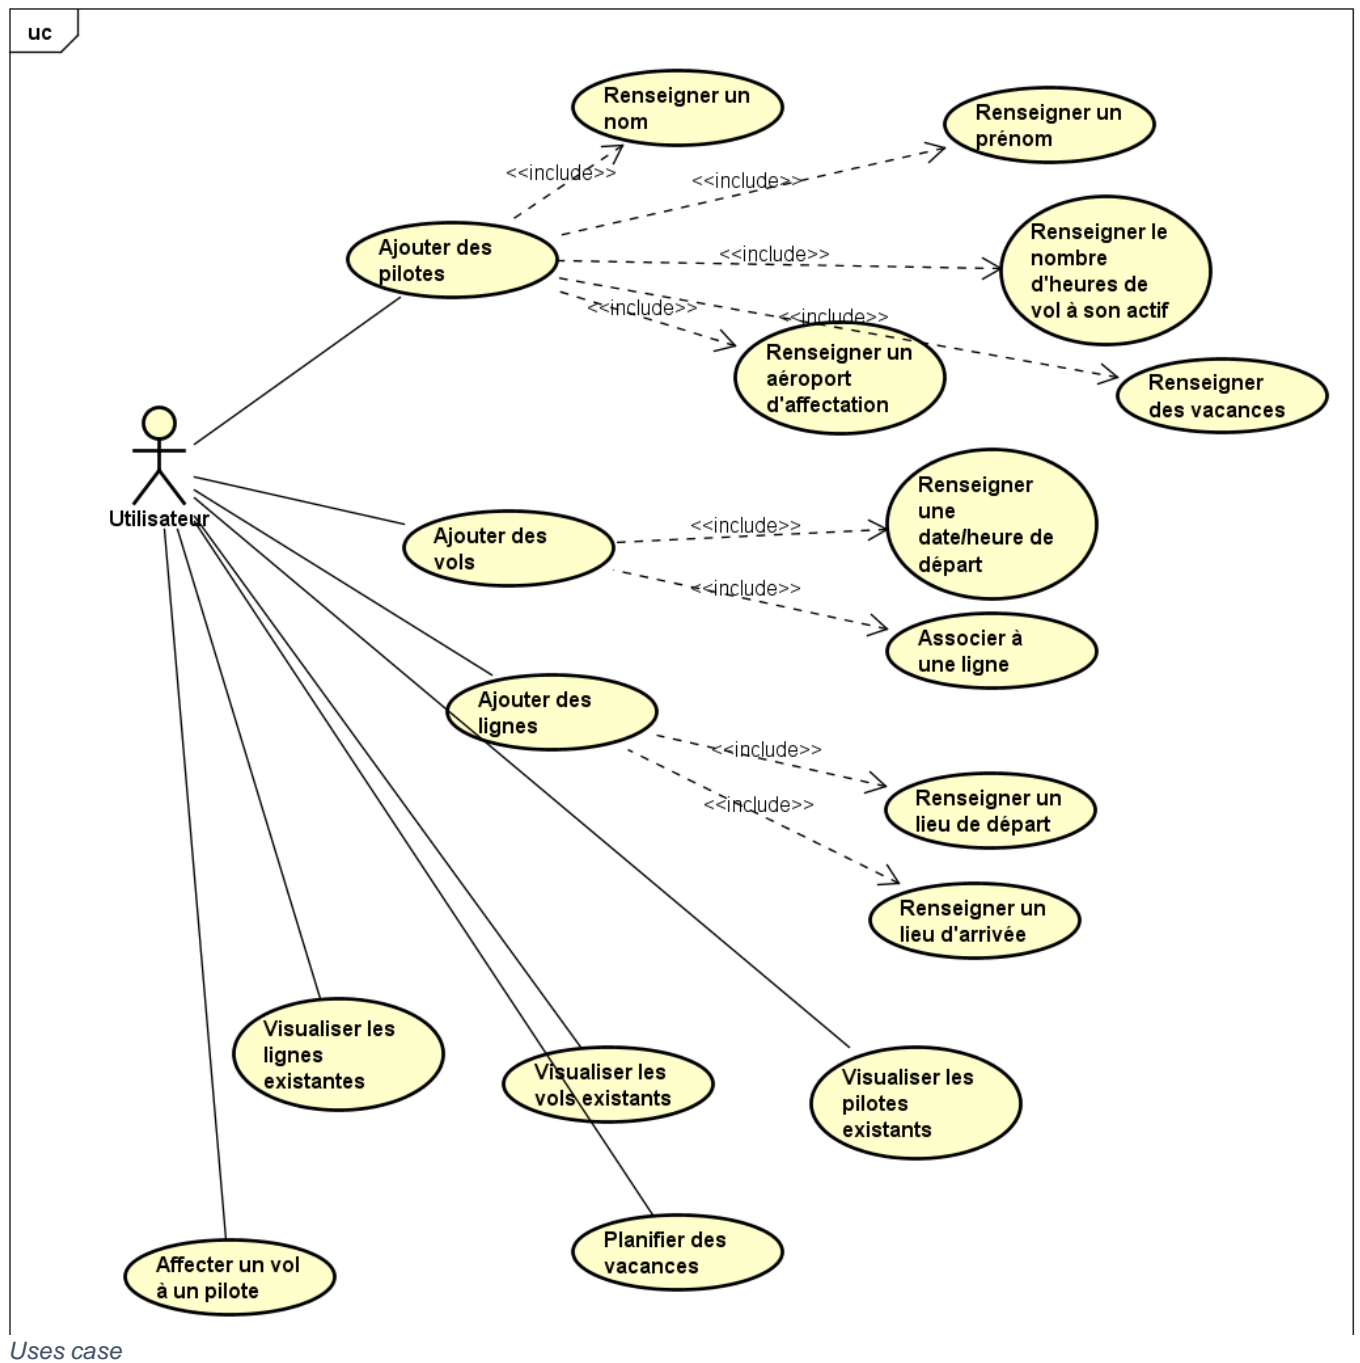 uc
Renseigner un
nom
Renseigner un
prénom
<<include>>
<<include>>
Ajouter des
pilotes
<<include>>
Renseigner le
nombre
d'heures de
vol à son actif
<<include>>
<<include>>
Renseigner un
aéroport
d'affectation
Renseigner
des vacances
Utilisateur
Ajouter des
vols
<<include>>
Renseigner
une
date/heure de
départ
<<include>>
Associer à
une ligne
Ajouter des
lignes
<<include>>
Renseigner un
lieu de départ
<<include>>
Renseigner un
lieu d'arrivée
Visualiser les
lignes
existantes
Visualiser les
vols existants
Visualiser les
pilotes
existants
Affecter un vol
à un pilote
Planifier des
vacances
Uses case